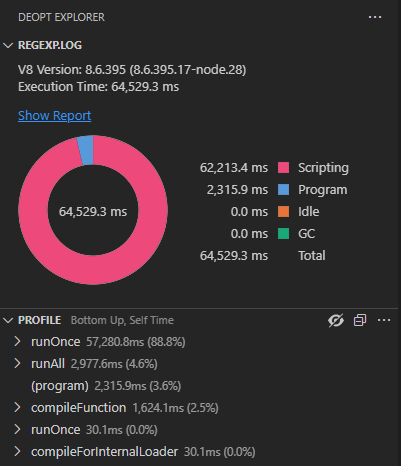 DEOPT EXPLORER
REGEXP.LOG
V8 Version: 8.6.395 (8.6.395.17-node.28)
Execution Time: 64,529.3 ms
Show Report
64,529.3 ms
62,213.4 ms Scripting
2,315.9 ms Program
0.0 ms Idle
0.0 ms GC
64,529.3 ms Total
PROFILE Bottom Up, Self Time
runOnce 57,280.8ms (88.8%)
runAll 2,977.6ms (4.6%)
(program) 2,315.9ms (3.6%)
compileFunction 1,624.1ms (2.5%)
runOnce 30.1ms (0.0%)
compileForInternalLoader 30.1ms (0.0%)